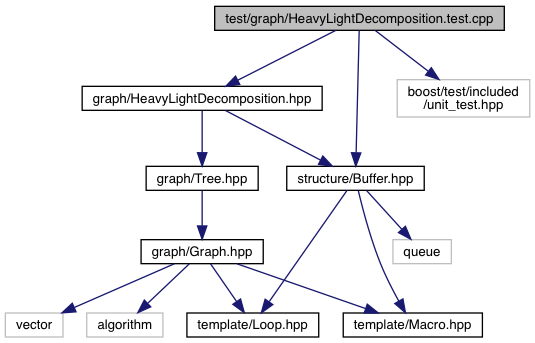 test/graph/HeavyLightDecomposition.test.cpp
graph/HeavyLightDecomposition.hpp
boost/test/included
/unit_test.hpp
graph/Tree.hpp
structure/Buffer.hpp
graph/Graph.hpp
queue
vector
algorithm
template/Loop.hpp
template/Macro.hpp